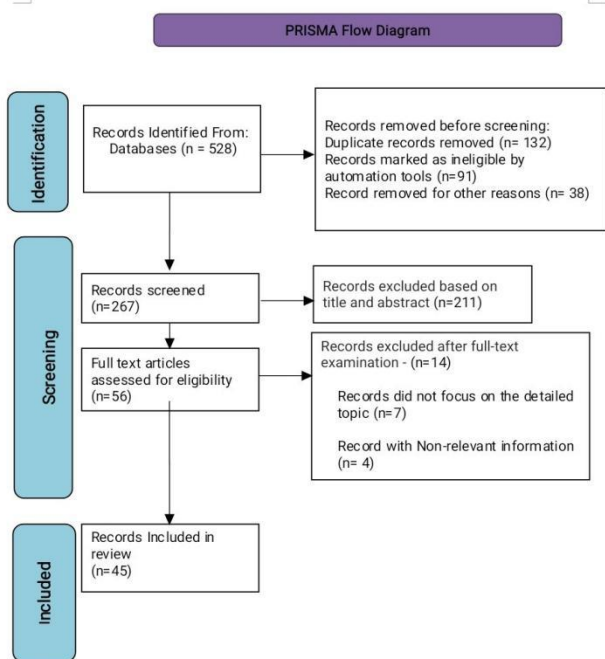 PRISMA Flow Diagram
Identification
Records Identified From:
Databases (n = 528)
Records removed before screening:
Duplicate records removed (n= 132)
Records marked as ineligible by
automation tools (n=91)
Record removed for other reasons (n= 38)
Screening
Records screened
(n=267)
Records excluded based on
title and abstract (n=211)
Full text articles
assessed for eligibility
(n=56)
Records excluded after full-text
examination - (n=14)
Records did not focus on the detailed
topic (n=7)
Record with Non-relevant information
(n= 4)
Included
Records Included in
review
(n=45)